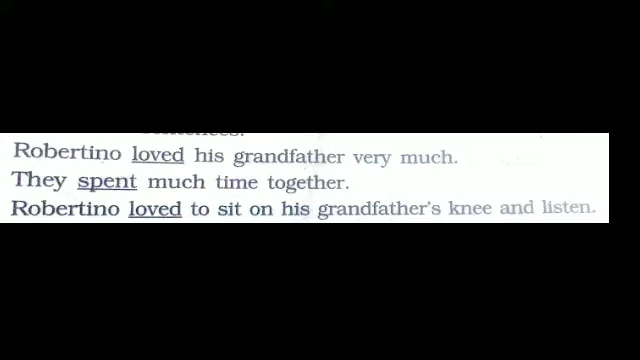 Robertino loved his grandfather very much.
They spent much time together.
Robertino loved to sit on his grandfather's knee and listen.